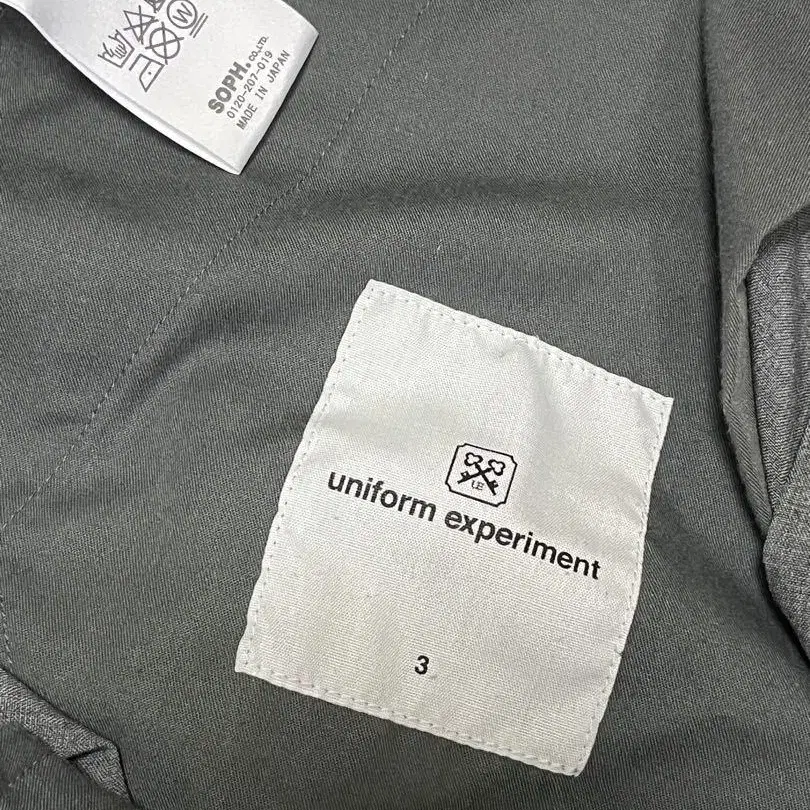 W
SOPH. CO.,LTD.
0120-207-019
MADE IN JAPAN
UE
uniform experiment
3